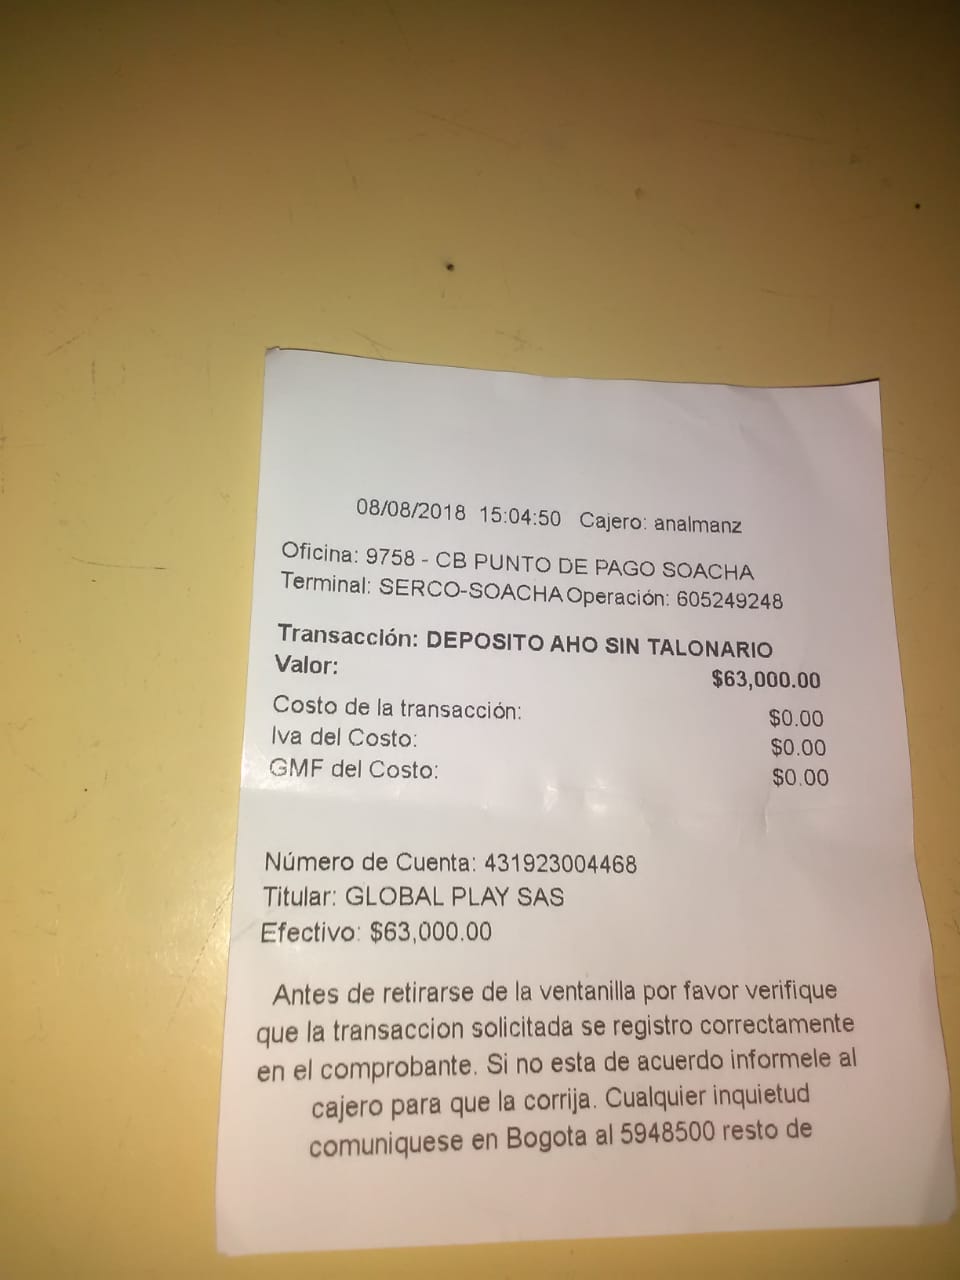 08/08/2018 15:04:50 Cajero: analmanz
Oficina: 9758 - CB PUNTO DE PAGO SOACHA
Terminal: SERCO-SOACHA Operación: 605249248
Transacción: DEPOSITO AHO SIN TALONARIO
Valor: $63,000.00
Costo de la transacción: $0.00
Iva del Costo: $0.00
GMF del Costo: $0.00
Número de Cuenta: 431923004468
Titular: GLOBAL PLAY SAS
Efectivo: $63,000.00
Antes de retirarse de la ventanilla por favor verifique
que la transaccion solicitada se registro correctamente
en el comprobante. Si no esta de acuerdo informele al
cajero para que la corrija. Cualquier inquietud
comuniquese en Bogota al 5948500 resto de